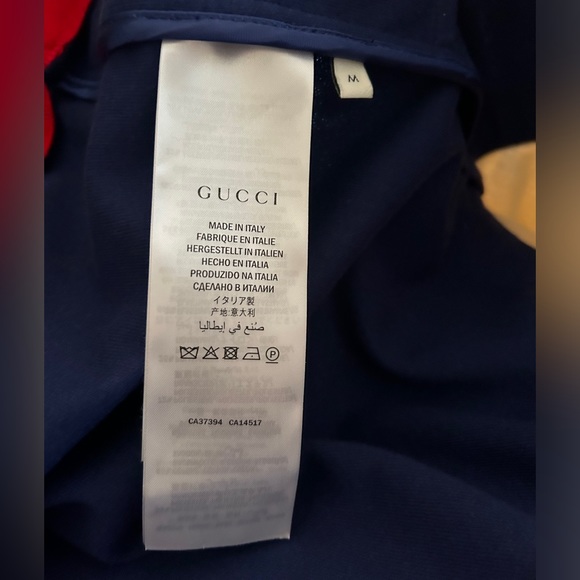 M
GUCCI
MADE IN ITALY
FABRIQUE EN ITALIE
HERGESTELLT IN ITALIEN
HECHO EN ITALIA
PRODUZIDO NA ITALIA
СДЕЛАНО В ИТАЛИИ
イタリア製
产地:意大利
صُنع في إيطاليا
P
CA37394 CA14517